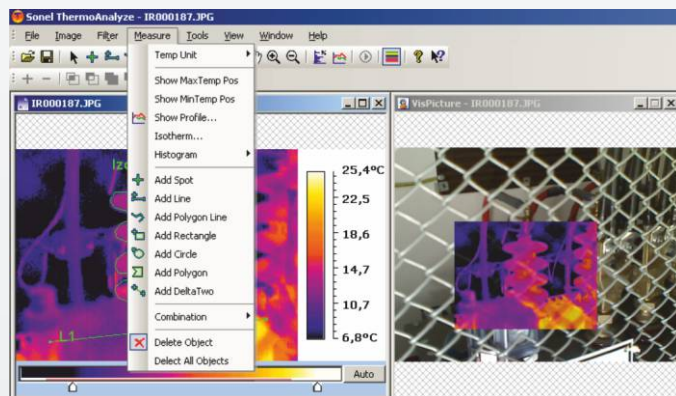 Sonel ThermoAnalyze - IR000187.JPG
File Image Filter Measure Tools View Window Help
Temp Unit
Show MaxTemp Pos
Show MinTemp Pos
Show Profile...
Isotherm...
Histogram
Add Spot
Add Line
Add Polygon Line
Add Rectangle
Add Circle
Add Polygon
Add DeltaTwo
Combination
Delete Object
Delect All Objects
IR000187.JPG
25,4ºC
22,5
18,6
14,7
10,7
6,8ºC
L1
Auto
VisPicture - IR000187.JPG